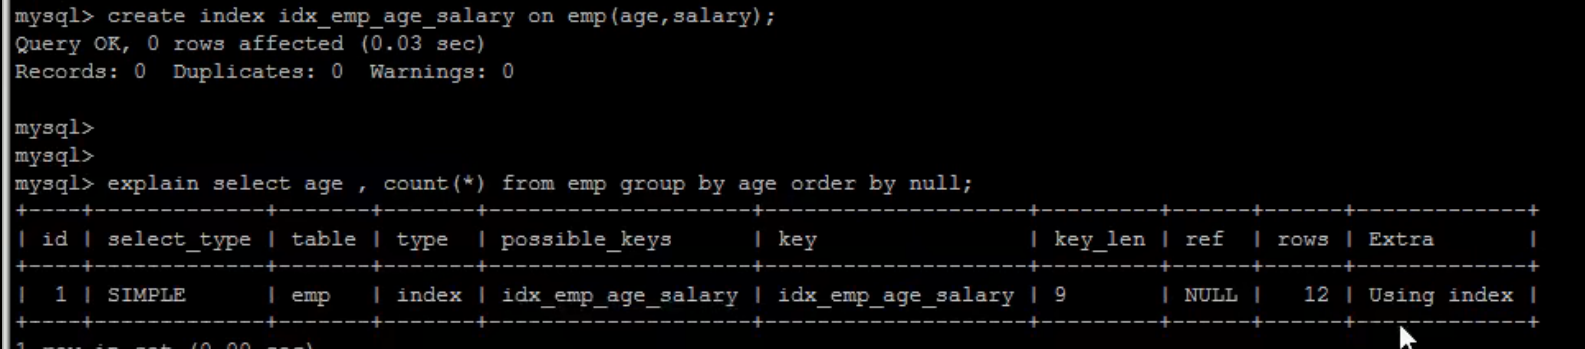 mysql> create index idx_emp_age_salary on emp(age,salary);
Query OK, 0 rows affected (0.03 sec)
Records: 0  Duplicates: 0  Warnings: 0
mysql>
mysql>
mysql> explain select age , count(*) from emp group by age order by null;
+----+-------------+-------+-------+--------------------+--------------------+---------+------+------+-------------+
| id | select_type | table | type  | possible_keys      | key                | key_len | ref  | rows | Extra       |
+----+-------------+-------+-------+--------------------+--------------------+---------+------+------+-------------+
|  1 | SIMPLE      | emp   | index | idx_emp_age_salary | idx_emp_age_salary | 9       | NULL |   12 | Using index |
+----+-------------+-------+-------+--------------------+--------------------+---------+------+------+-------------+